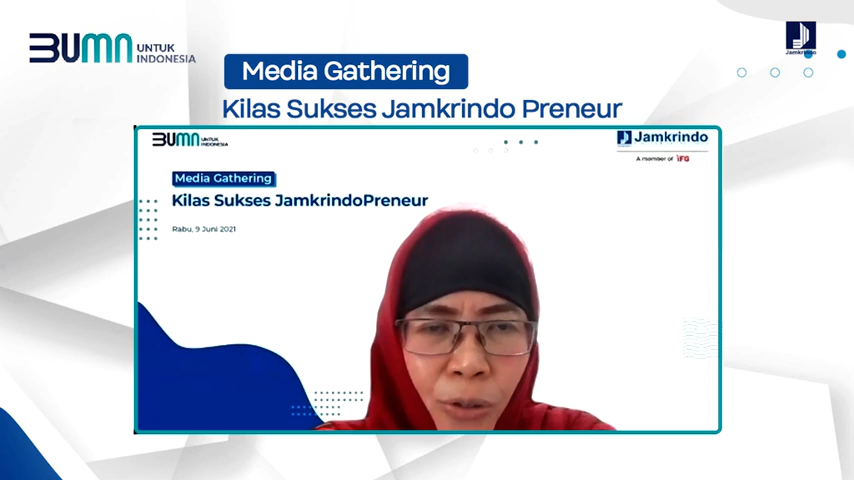 BUMN UNTUK
INDONESIA
Jamkrindo
Media Gathering
Kilas Sukses Jamkrindo Preneur
BUMN UNTUK
INDONESIA
Jamkrindo
A member of IFG
Media Gathering
Kilas Sukses JamkrindoPreneur
Rabu, 9 Juni 2021